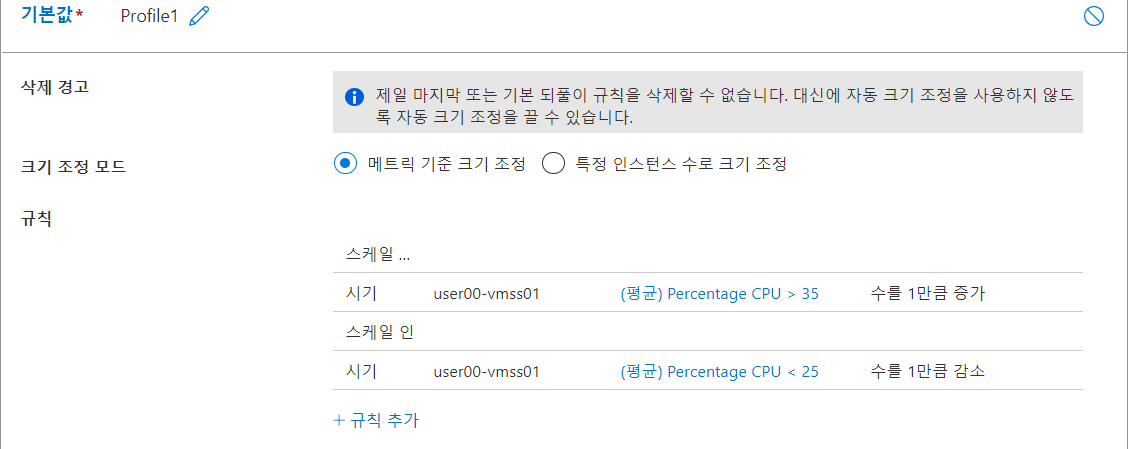 기본값* Profile1
삭제 경고
제일 마지막 또는 기본 되풀이 규칙을 삭제할 수 없습니다. 대신에 자동 크기 조정을 사용하지 않도
록 자동 크기 조정을 끌 수 있습니다.
크기 조정 모드 메트릭 기준 크기 조정 특정 인스턴스 수로 크기 조정
규칙
스케일 ...
시기 user00-vmss01 (평균) Percentage CPU > 35 수를 1만큼 증가
스케일 인
시기 user00-vmss01 (평균) Percentage CPU < 25 수를 1만큼 감소
+ 규칙 추가